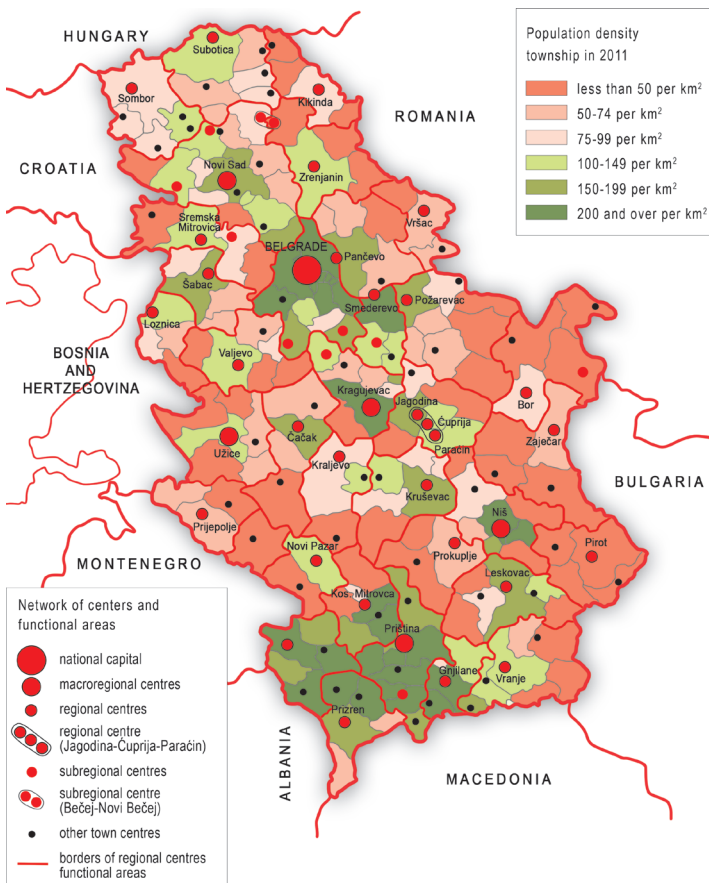 HUNGARY
Subotica
Sombor
Kikinda
ROMANIA
CROATIA
Novi Sad
Zrenjanin
Vršac
Sremska
Mitrovica
BELGRADE
Pančevo
Šabac
Smederevo
Požarevac
Loznica
Valjevo
BOSNIA
AND
HERTZEGOVINA
Kragujevac
Jagodina
Ćuprija
Paraćin
Bor
Zaječar
Užice
Čačak
Kraljevo
Kruševac
BULGARIA
Niš
Prijepolje
Novi Pazar
Prokuplje
Pirot
MONTENEGRO
Leskovac
Kos. Mitrovca
Priština
Gnjilane
Vranje
Prizren
ALBANIA
MACEDONIA
Population density
township in 2011
less than 50 per km²
50-74 per km²
75-99 per km²
100-149 per km²
150-199 per km²
200 and over per km²
Network of centers and
functional areas
national capital
macroregional centres
regional centres
regional centre
(Jagodina-Ćuprija-Paraćin)
subregional centres
subregional centre
(Bečej-Novi Bečej)
other town centres
borders of regional centres
functional areas